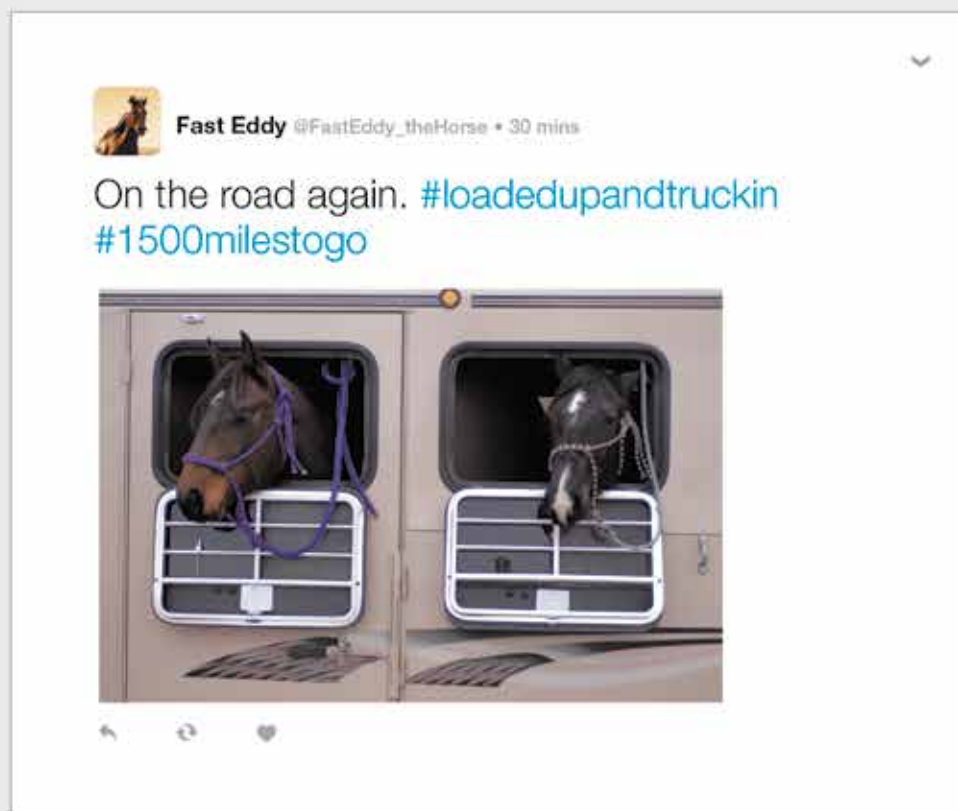 Fast Eddy @FastEddy_theHorse • 30 mins
On the road again. #loadedupandtruckin
#1500milestogo